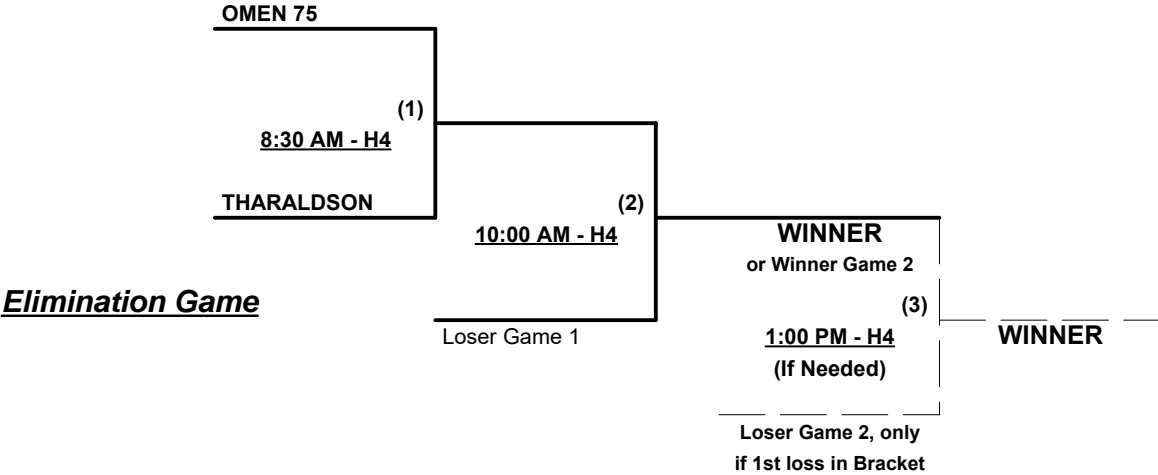 OMEN 75
(1)
8:30 AM - H4
THARALDSON
(2)
10:00 AM - H4
WINNER
or Winner Game 2
Elimination Game
(3)
Loser Game 1
1:00 PM - H4
WINNER
(If Needed)
Loser Game 2, only
if 1st loss in Bracket